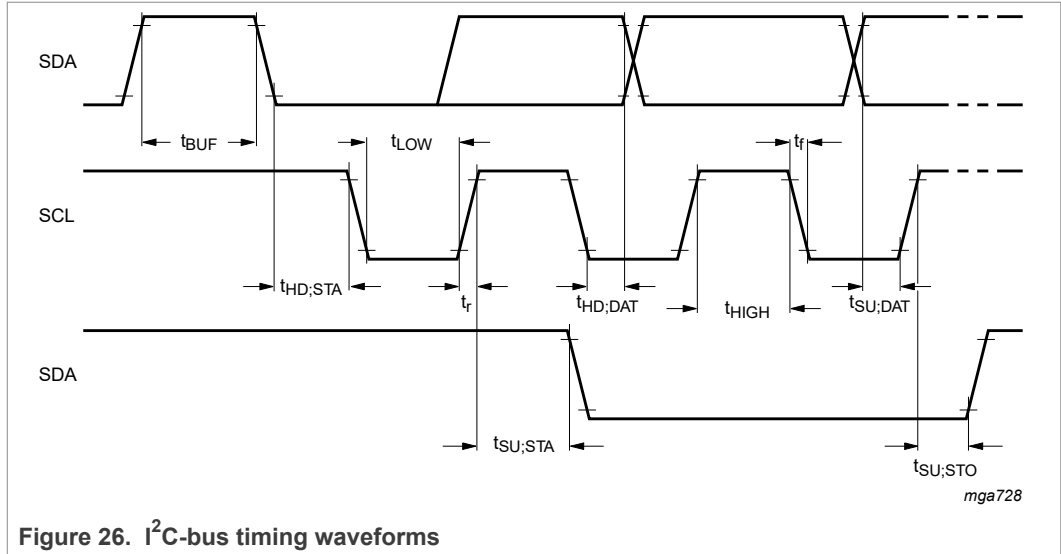 SDA
tBUF
tLOW
tf
SCL
tHD;STA
tr
tHD;DAT
tHIGH
tSU;DAT
SDA
tSU;STA
tSU;STO
mga728
Figure 26. I²C-bus timing waveforms